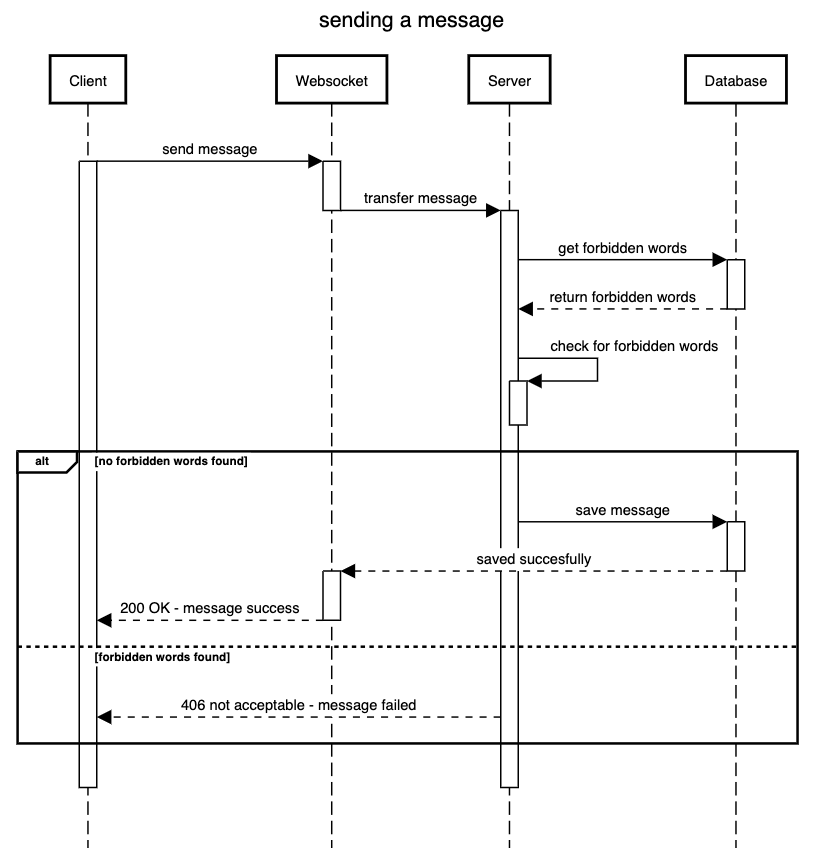 sending a message
Client
Websocket
Server
Database
send message
transfer message
get forbidden words
return forbidden words
check for forbidden words
alt
[no forbidden words found]
save message
saved succesfully
200 OK - message success
[forbidden words found]
406 not acceptable - message failed